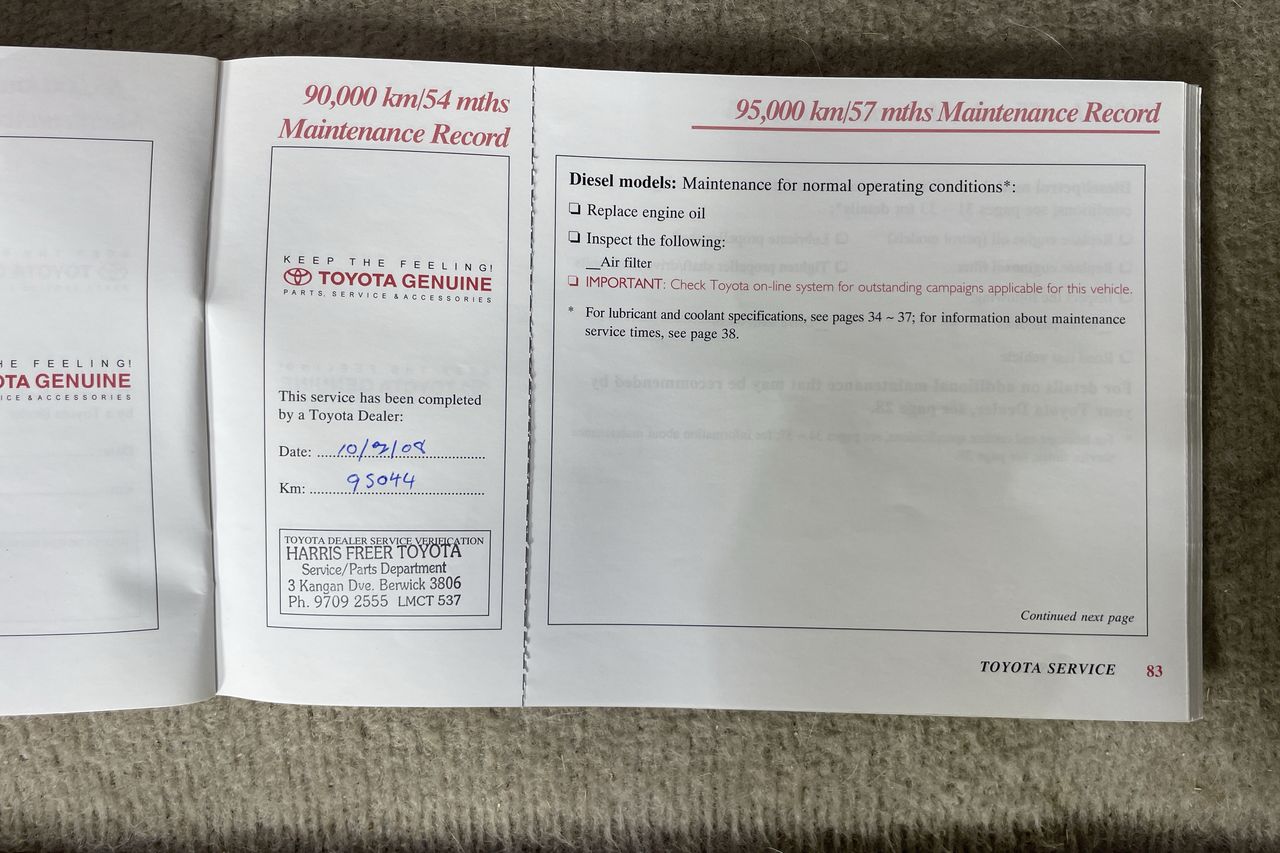 HE FEELING!
OTA GENUINE
ICE & ACCESSORIES
90,000 km/54 mths
Maintenance Record
KEEP THE FEELING!
TOYOTA GENUINE
PARTS, SERVICE & ACCESSORIES
This service has been completed
by a Toyota Dealer:
Date: 10/9/08
Km: 95044
TOYOTA DEALER SERVICE VERIFICATION
HARRIS FREER TOYOTA
Service/Parts Department
3 Kangan Dve. Berwick 3806
Ph. 9709 2555 LMCT 537
95,000 km/57 mths Maintenance Record
Diesel models: Maintenance for normal operating conditions*:
❏ Replace engine oil
❏ Inspect the following:
__Air filter
❏ IMPORTANT: Check Toyota on-line system for outstanding campaigns applicable for this vehicle.
* For lubricant and coolant specifications, see pages 34 ~ 37; for information about maintenance
service times, see page 38.
Continued next page
TOYOTA SERVICE 83